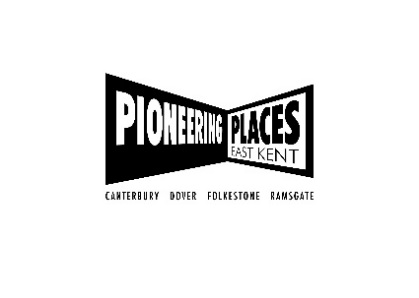 PIONEERING PLACES
EAST KENT
CANTERBURY DOVER FOLKESTONE RAMSGATE